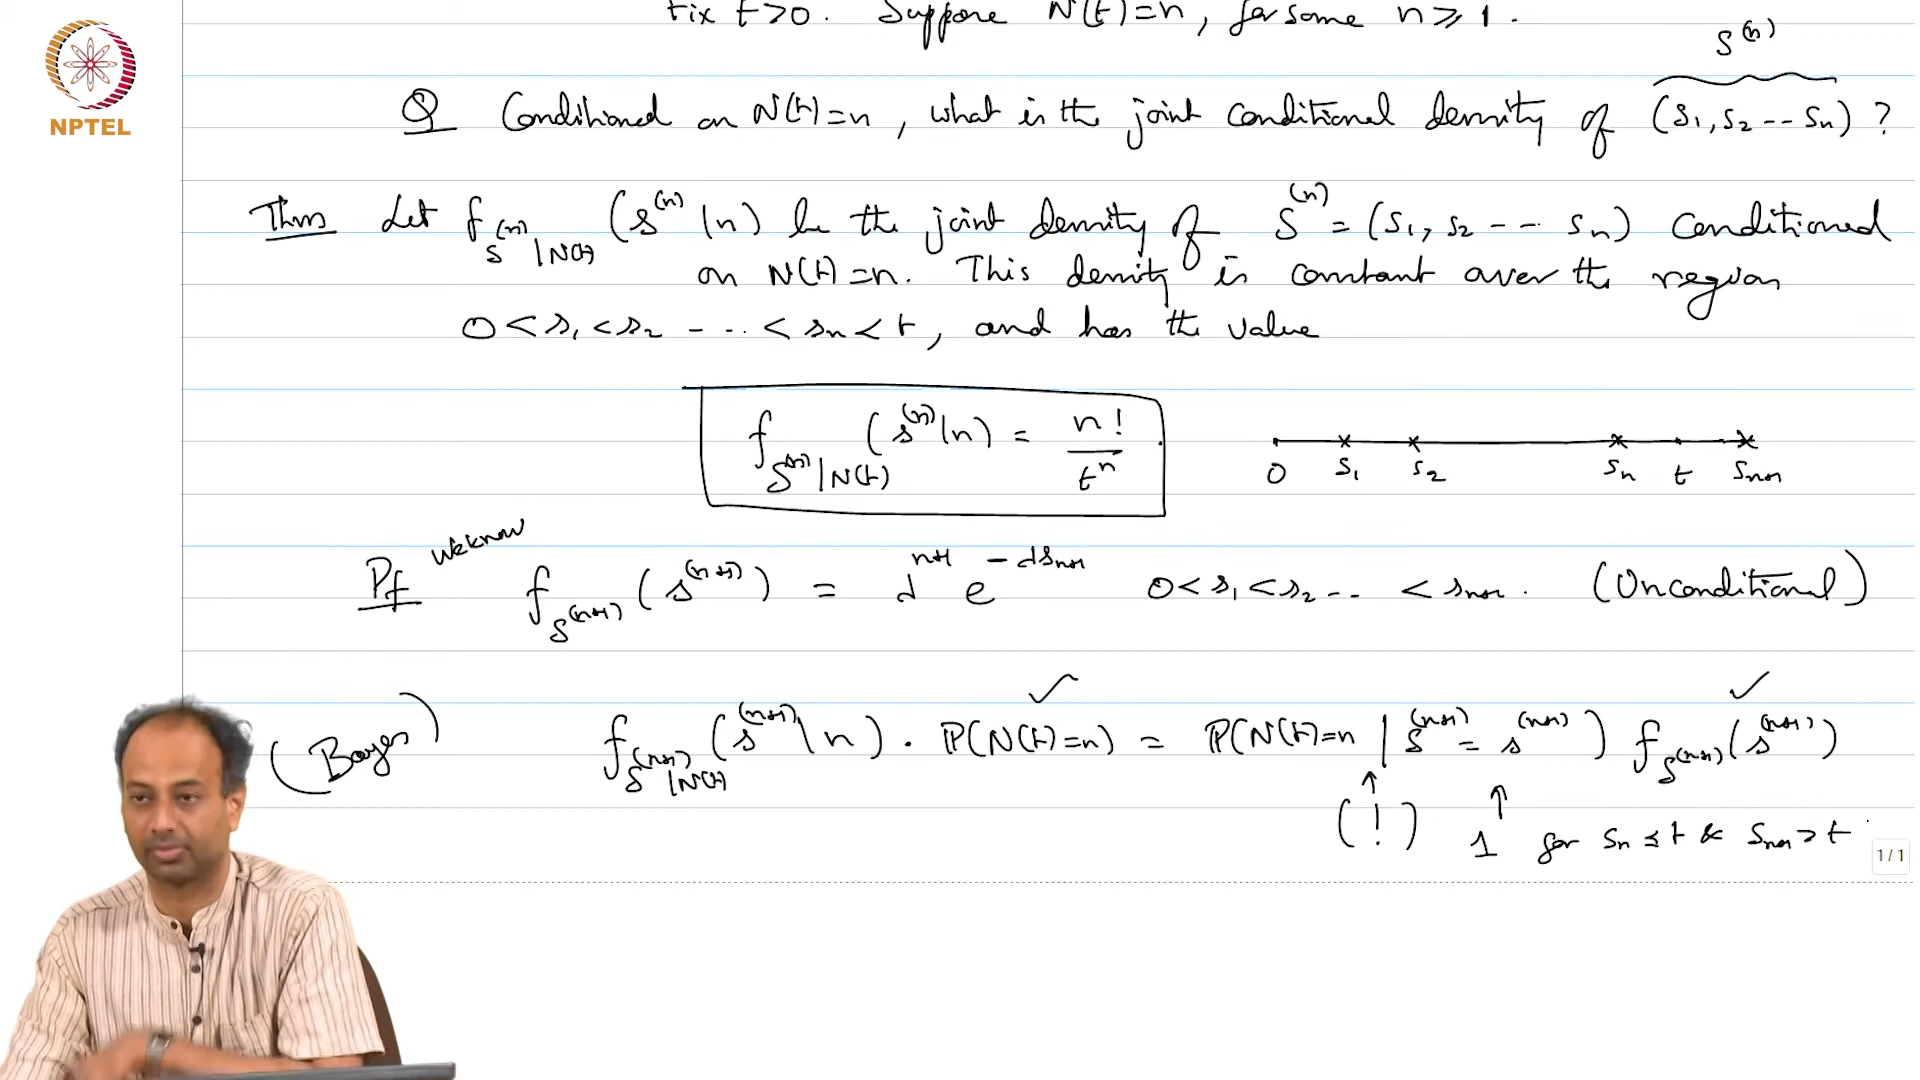 Fix t>0. Suppose N(t)=n, for some n ≥ 1.
S^(n)
Q Conditioned on N(t)=n, what is the joint conditional density of (S₁,S₂ -- Sₙ) ?
NPTEL
Thm Let f_{S^(n)|N(t)} (s^(n)|n) be the joint density of S^(n) = (S₁, S₂ -- Sₙ) conditioned
on N(t)=n. This density is constant over the region
0 < s₁ < s₂ - ... < sₙ < t, and has the value
f_{S^(n)|N(t)} (s^(n)|n) = n!/tⁿ
0 S₁ S₂ Sₙ t Sₙ₊₁
Pf We know f_{S^(n+1)} (s^(n+1)) = λ^{n+1} e^{-λs_{n+1}} 0 < s₁ < s₂ -- < sₙ₊₁. (Unconditional)
(Bayes) f_{S^(n+1)|N(t)} (s^(n+1)|n) . ℙ(N(t)=n) = ℙ(N(t)=n | S^(n+1) = s^(n+1)) f_{S^(n+1)}(s^(n+1))
(!) 1 for sₙ ≤ t & sₙ₊₁ > t
1 / 1